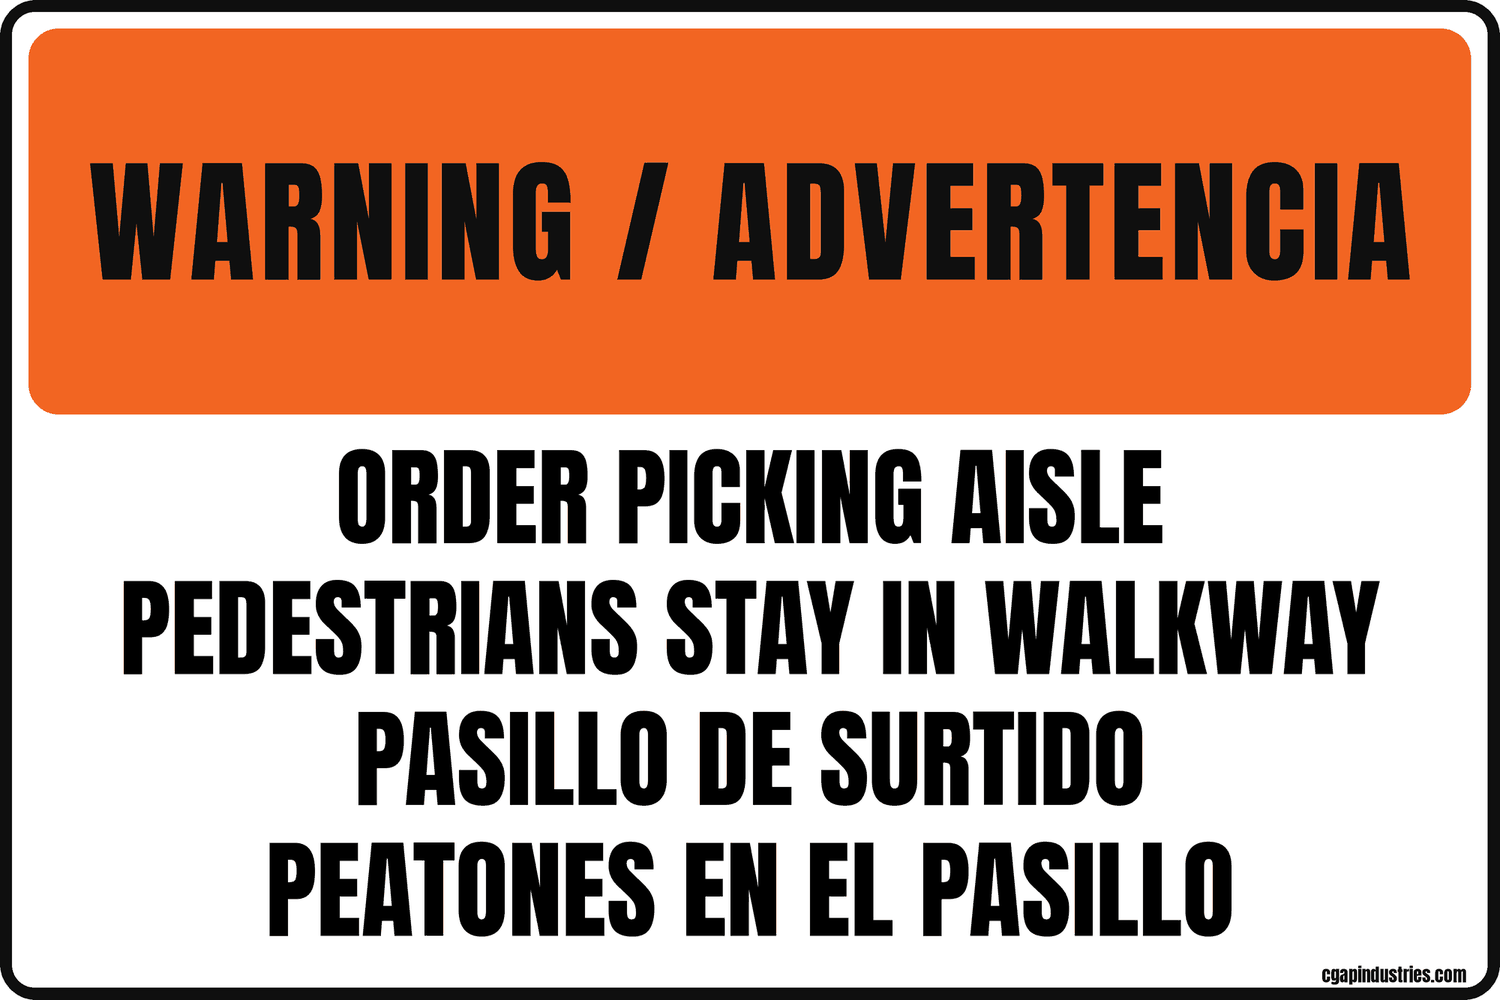 WARNING / ADVERTENCIA
ORDER PICKING AISLE
PEDESTRIANS STAY IN WALKWAY
PASILLO DE SURTIDO
PEATONES EN EL PASILLO
cgapindustries.com